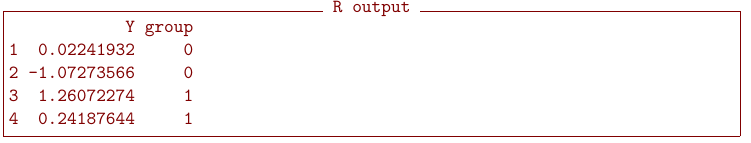 R output
Y group
1 0.02241932 0
2 -1.07273566 0
3 1.26072274 1
4 0.24187644 1